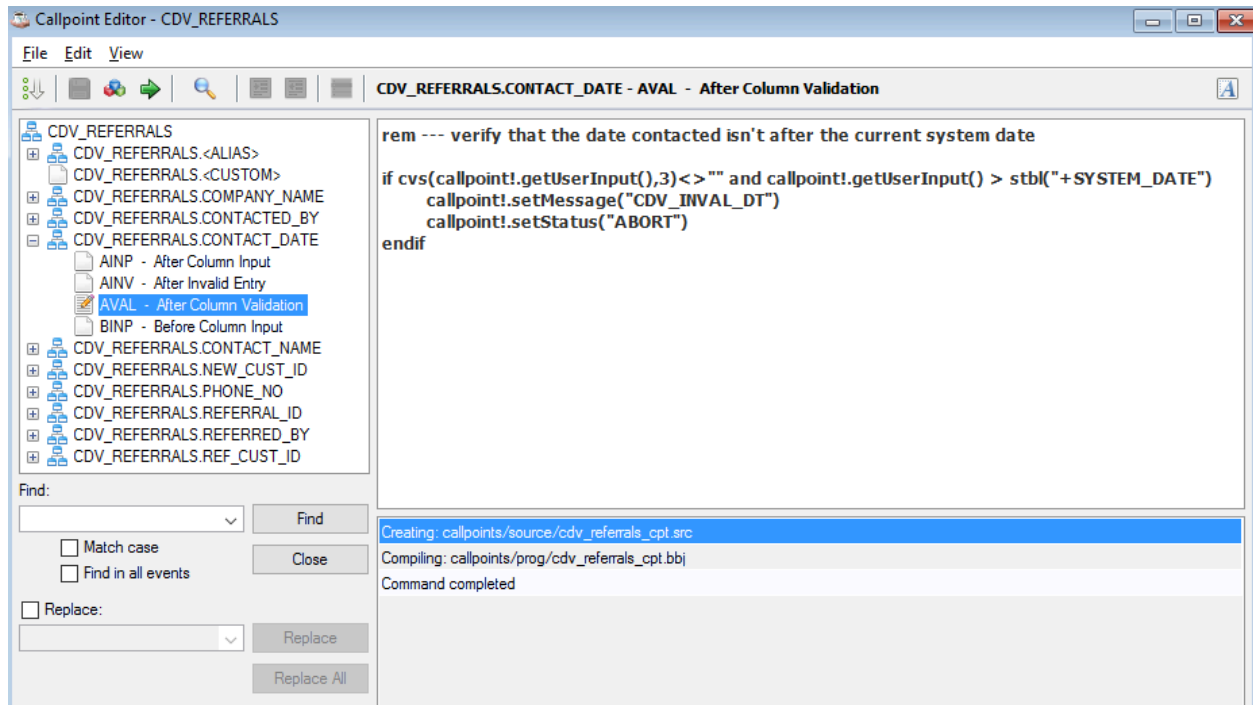 Callpoint Editor - CDV_REFERRALS
File Edit View
CDV_REFERRALS.CONTACT_DATE - AVAL - After Column Validation
A
CDV_REFERRALS
CDV_REFERRALS.<ALIAS>
CDV_REFERRALS.<CUSTOM>
CDV_REFERRALS.COMPANY_NAME
CDV_REFERRALS.CONTACTED_BY
CDV_REFERRALS.CONTACT_DATE
AINP - After Column Input
AINV - After Invalid Entry
AVAL - After Column Validation
BINP - Before Column Input
CDV_REFERRALS.CONTACT_NAME
CDV_REFERRALS.NEW_CUST_ID
CDV_REFERRALS.PHONE_NO
CDV_REFERRALS.REFERRAL_ID
CDV_REFERRALS.REFERRED_BY
CDV_REFERRALS.REF_CUST_ID
rem --- verify that the date contacted isn't after the current system date
if cvs(callpoint!.getUserInput(),3)<>"" and callpoint!.getUserInput() > stbl("+SYSTEM_DATE")
callpoint!.setMessage("CDV_INVAL_DT")
callpoint!.setStatus("ABORT")
endif
Find:
Find
Match case
Close
Find in all events
Replace:
Replace
Replace All
Creating: callpoints/source/cdv_referrals_cpt.src
Compiling: callpoints/prog/cdv_referrals_cpt.bbj
Command completed